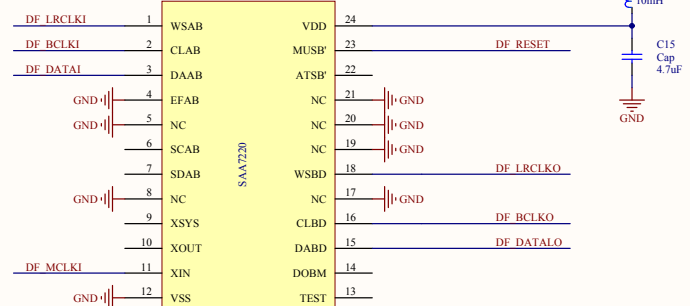 10mH
DF_LRCLKI 1 WSAB VDD 24
DF_BCLKI 2 CLAB MUSB' 23 DF_RESET
C15
Cap
4.7uF
DF_DATAI 3 DAAB ATSB' 22
GND 4 EFAB NC 21 GND
GND
GND 5 NC NC 20 GND
6 SCAB NC 19 GND
SAA7220
7 SDAB WSBD 18 DF_LRCLKO
GND 8 NC NC 17 GND
9 XSYS CLBD 16 DF_BCLKO
10 XOUT DABD 15 DF_DATALO
DF_MCLKI 11 XIN DOBM 14
GND 12 VSS TEST 13